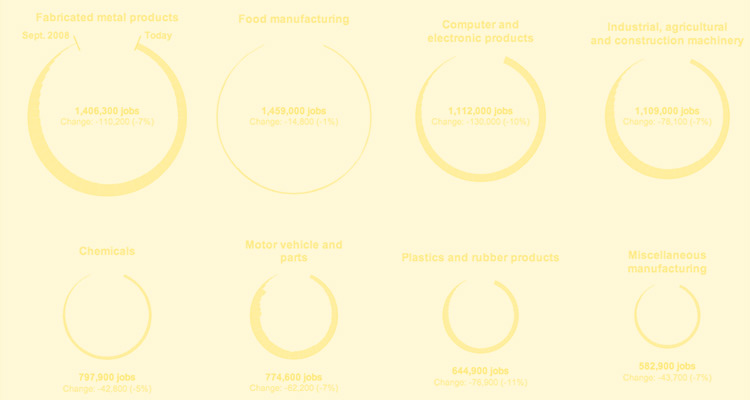 Fabricated metal products
Sept. 2008
Today
1,406,300 jobs
Change: -110,200 (-7%)
Food manufacturing
1,459,000 jobs
Change: -14,800 (-1%)
Computer and
electronic products
1,112,000 jobs
Change: -130,000 (-10%)
Industrial, agricultural
and construction machinery
1,109,000 jobs
Change: -78,100 (-7%)
Chemicals
797,600 jobs
Change: -42,800 (-5%)
Motor vehicle and
parts
774,600 jobs
Change: -62,200 (-7%)
Plastics and rubber products
644,900 jobs
Change: -76,800 (-11%)
Miscellaneous
manufacturing
582,900 jobs
Change: -43,700 (-7%)